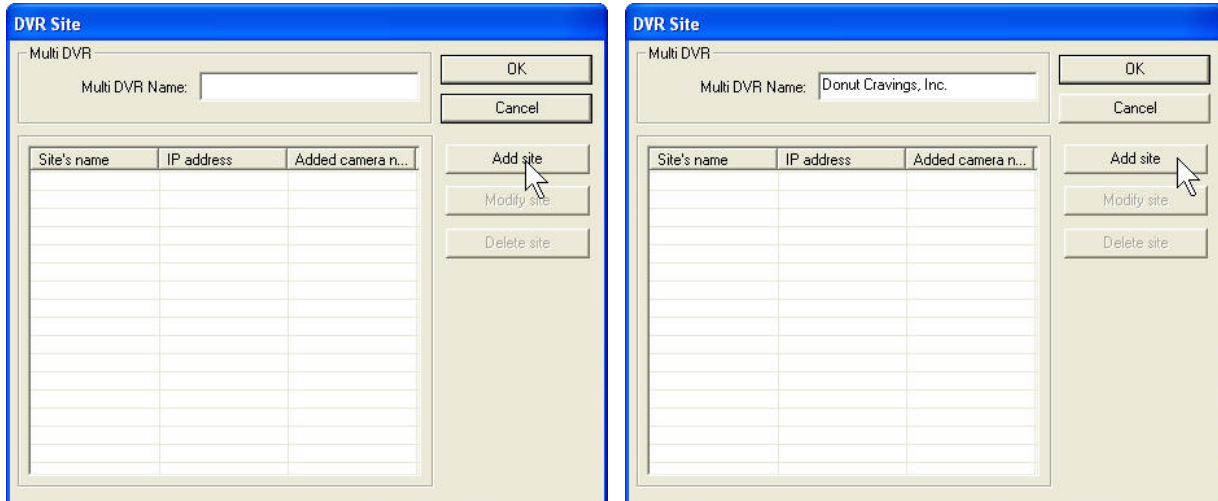 DVR Site
Multi DVR
Multi DVR Name:
OK
Cancel
Site's name IP address Added camera n...
Add site
Modify site
Delete site
DVR Site
Multi DVR
Multi DVR Name: Donut Cravings, Inc.
OK
Cancel
Site's name IP address Added camera n...
Add site
Modify site
Delete site